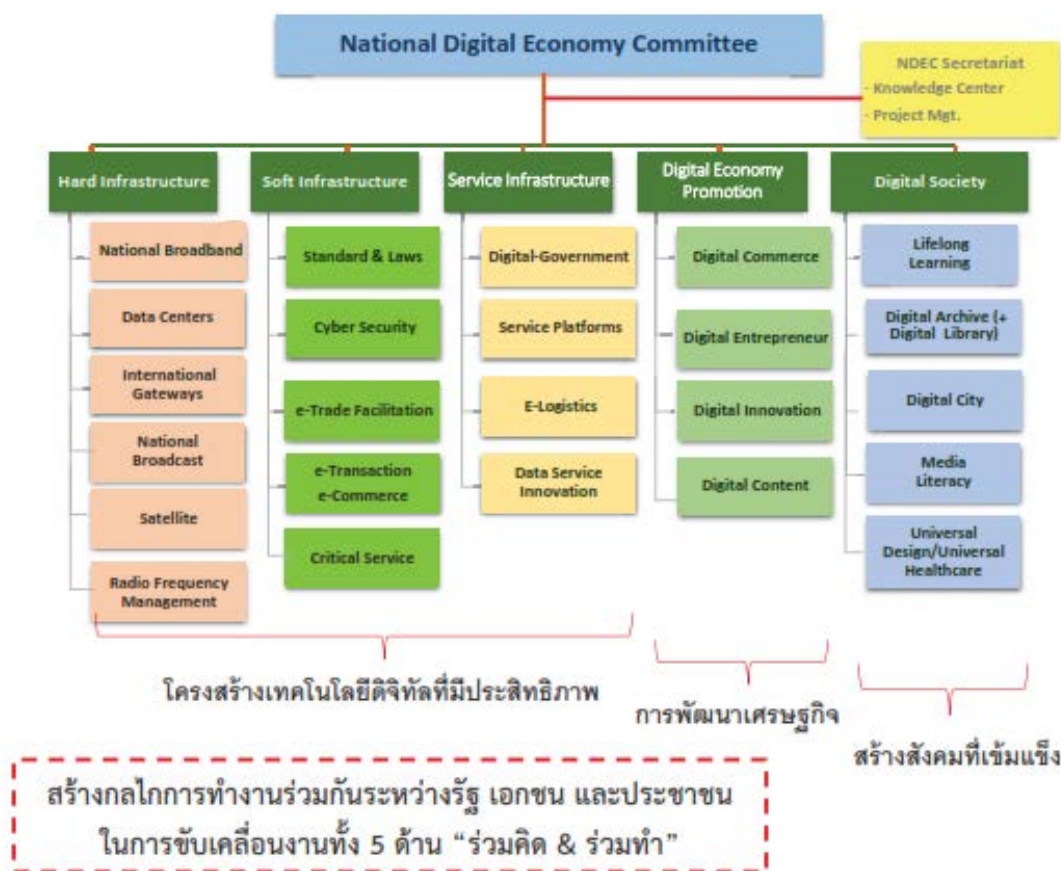 National Digital Economy Committee
NDEC Secretariat
- Knowledge Center
- Project Mgt.
Hard Infrastructure
National Broadband
Data Centers
International
Gateways
National
Broadcast
Satellite
Radio Frequency
Management
Soft Infrastructure
Standard & Laws
Cyber Security
e-Trade Facilitation
e-Transaction
e-Commerce
Critical Service
Service Infrastructure
Digital-Government
Service Platforms
E-Logistics
Data Service
Innovation
Digital Economy
Promotion
Digital Commerce
Digital Entrepreneur
Digital Innovation
Digital Content
Digital Society
Lifelong
Learning
Digital Archive (+
Digital Library)
Digital City
Media
Literacy
Universal
Design/Universal
Healthcare
โครงสร้างเทคโนโลยีดิจิทัลที่มีประสิทธิภาพ
การพัฒนาเศรษฐกิจ
สร้างสังคมที่เข้มแข็ง
สร้างกลไกการทำงานร่วมกันระหว่างรัฐ เอกชน และประชาชน
ในการขับเคลื่อนงานทั้ง 5 ด้าน “ร่วมคิด & ร่วมทำ”